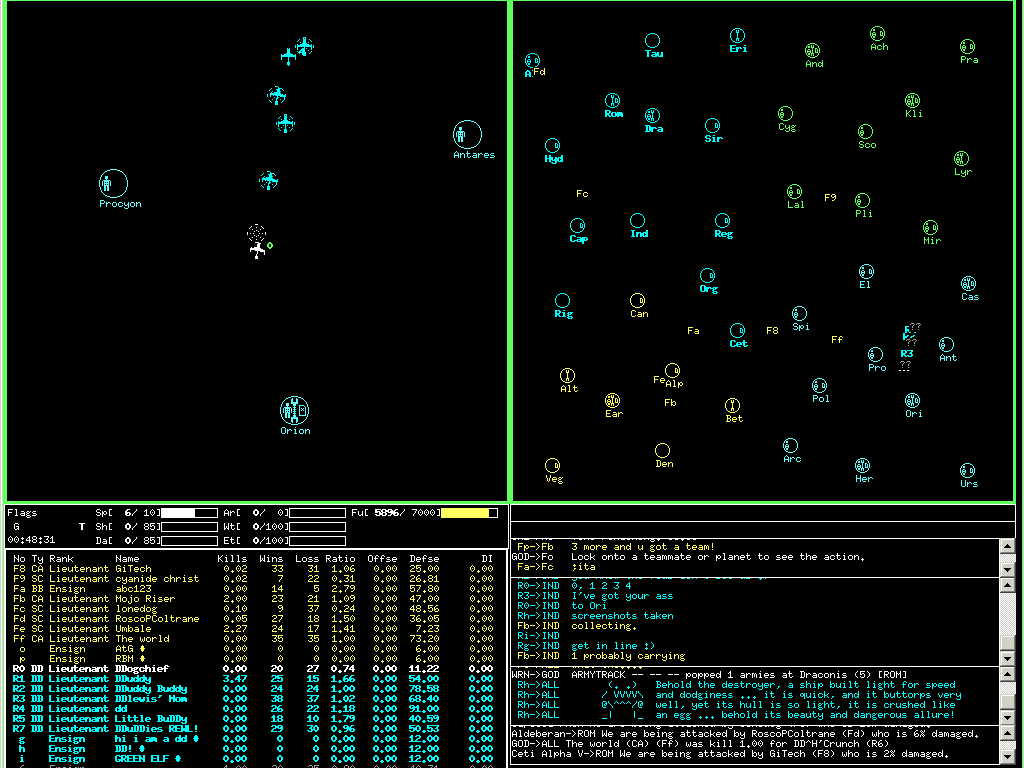 Antares
Procyon
Orion
Tau
Eri
And
Ach
Pra
A Fd
Rom
Dra
Sir
Cyg
Sco
Kli
Hyd
Lyr
Fc
Lal
F9
Pli
Cap
Ind
Reg
Mir
Org
El
Cas
Rig
Can
Spi
Fa
Cet
F8
Ff
??
??
R3
Pro
Ant
??
Alt
Fe Alp
Pol
Ear
Fb
Bet
Ori
Den
Arc
Veg
Her
Urs
Flags Sp[ 6/ 10] Ar[ 0/ 0] Fu[ 5896/ 7000]
G T Sh[ 0/ 85] Wt[ 0/100]
00:48:31 Da[ 0/ 85] Et[ 0/100]
No Ty Rank Name Kills Wins Loss Ratio Offse Defse DI
F8 CA Lieutenant GiTech 0.02 33 31 1.06 0.00 25.00 0.00
F9 SC Lieutenant cyanide christ 0.02 7 22 0.31 0.00 26.81 0.00
Fa BB Ensign abc123 0.00 14 5 2.79 0.00 57.80 0.00
Fb CA Lieutenant Mojo Riser 2.00 23 21 1.09 0.00 47.00 0.00
Fc SC Lieutenant lonedog 0.10 9 37 0.24 0.00 48.56 0.00
Fd SC Lieutenant RoscoPColtrane 0.05 27 18 1.50 0.00 36.05 0.00
Fe SC Lieutenant Umbale 2.27 24 17 1.41 0.00 7.23 0.00
Ff CA Lieutenant The world 0.00 35 35 1.00 0.00 73.20 0.00
o Ensign AtG # 0.00 0 0 0.00 0.00 6.00 0.00
p Ensign RBM # 0.00 0 0 0.00 0.00 6.00 0.00
R0 DD Lieutenant DDogchief 0.00 20 27 0.74 0.00 11.22 0.00
R1 DD Lieutenant DDuddy 3.47 25 15 1.66 0.00 54.00 0.00
R2 DD Lieutenant DDuddy Buddy 0.00 24 24 1.00 0.00 78.58 0.00
R3 DD Lieutenant DDlewis' Mom 0.00 38 37 1.02 0.00 68.40 0.00
R4 DD Lieutenant dd 0.00 26 22 1.18 0.00 91.00 0.00
R5 DD Lieutenant Little BuDDy 0.00 18 10 1.79 0.00 40.59 0.00
R7 DD Lieutenant DDuDDies REWL! 0.00 29 30 0.96 0.00 50.53 0.00
g Ensign hi i am a dd # 0.00 0 0 0.00 0.00 12.00 0.00
h Ensign DD! # 0.00 0 0 0.00 0.00 12.00 0.00
i Ensign GREEN ELF # 0.00 0 0 0.00 0.00 12.00 0.00
Fp->Fb 3 more and u got a team!
GOD->Fo Lock onto a teammate or planet to see the action.
Fa->Fc ;ita
R0->IND 0, 1 2 3 4
R3->IND I've got your ass
R0->IND to Ori
Rh->IND screenshots taken
Fb->IND collecting.
Ri->IND
Rg->IND get in line :)
Fb->IND 1 probably carrying
WRN->GOD ARMYTRACK -- -- -- popped 1 armies at Draconis (5) [ROM]
Rh->ALL (, ,) Behold the destroyer, a ship built light for speed
Rh->ALL / VWVV\ and dodginess ... it is quick, and it buttorps very
Rh->ALL @\^^^/@ well, yet its hull is so light, it is crushed like
Rh->ALL _| |_ an egg ... behold its beauty and dangerous allure!
Aldeberan->ROM We are being attacked by RoscoPColtrane (Fd) who is 6% damaged.
GOD->ALL The world (CA) (Ff) was kill 1.00 for DD^H'Crunch (R6)
Ceti Alpha V->ROM We are being attacked by GiTech (F8) who is 2% damaged.